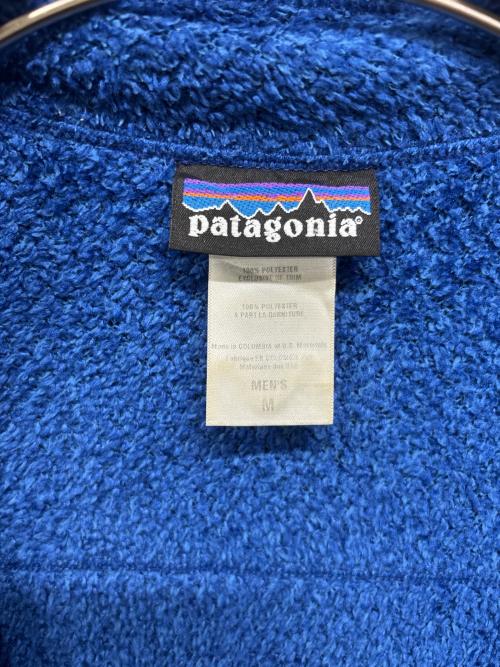 patagonia®
100% POLYESTER
EXCLUSIVE OF TRIM
100% POLYESTER
À PART LA GARNITURE
Made in COLOMBIA of U.S. Materials
Fabriqué EN COLOMBIE
Matériaux des USA
MEN'S
M